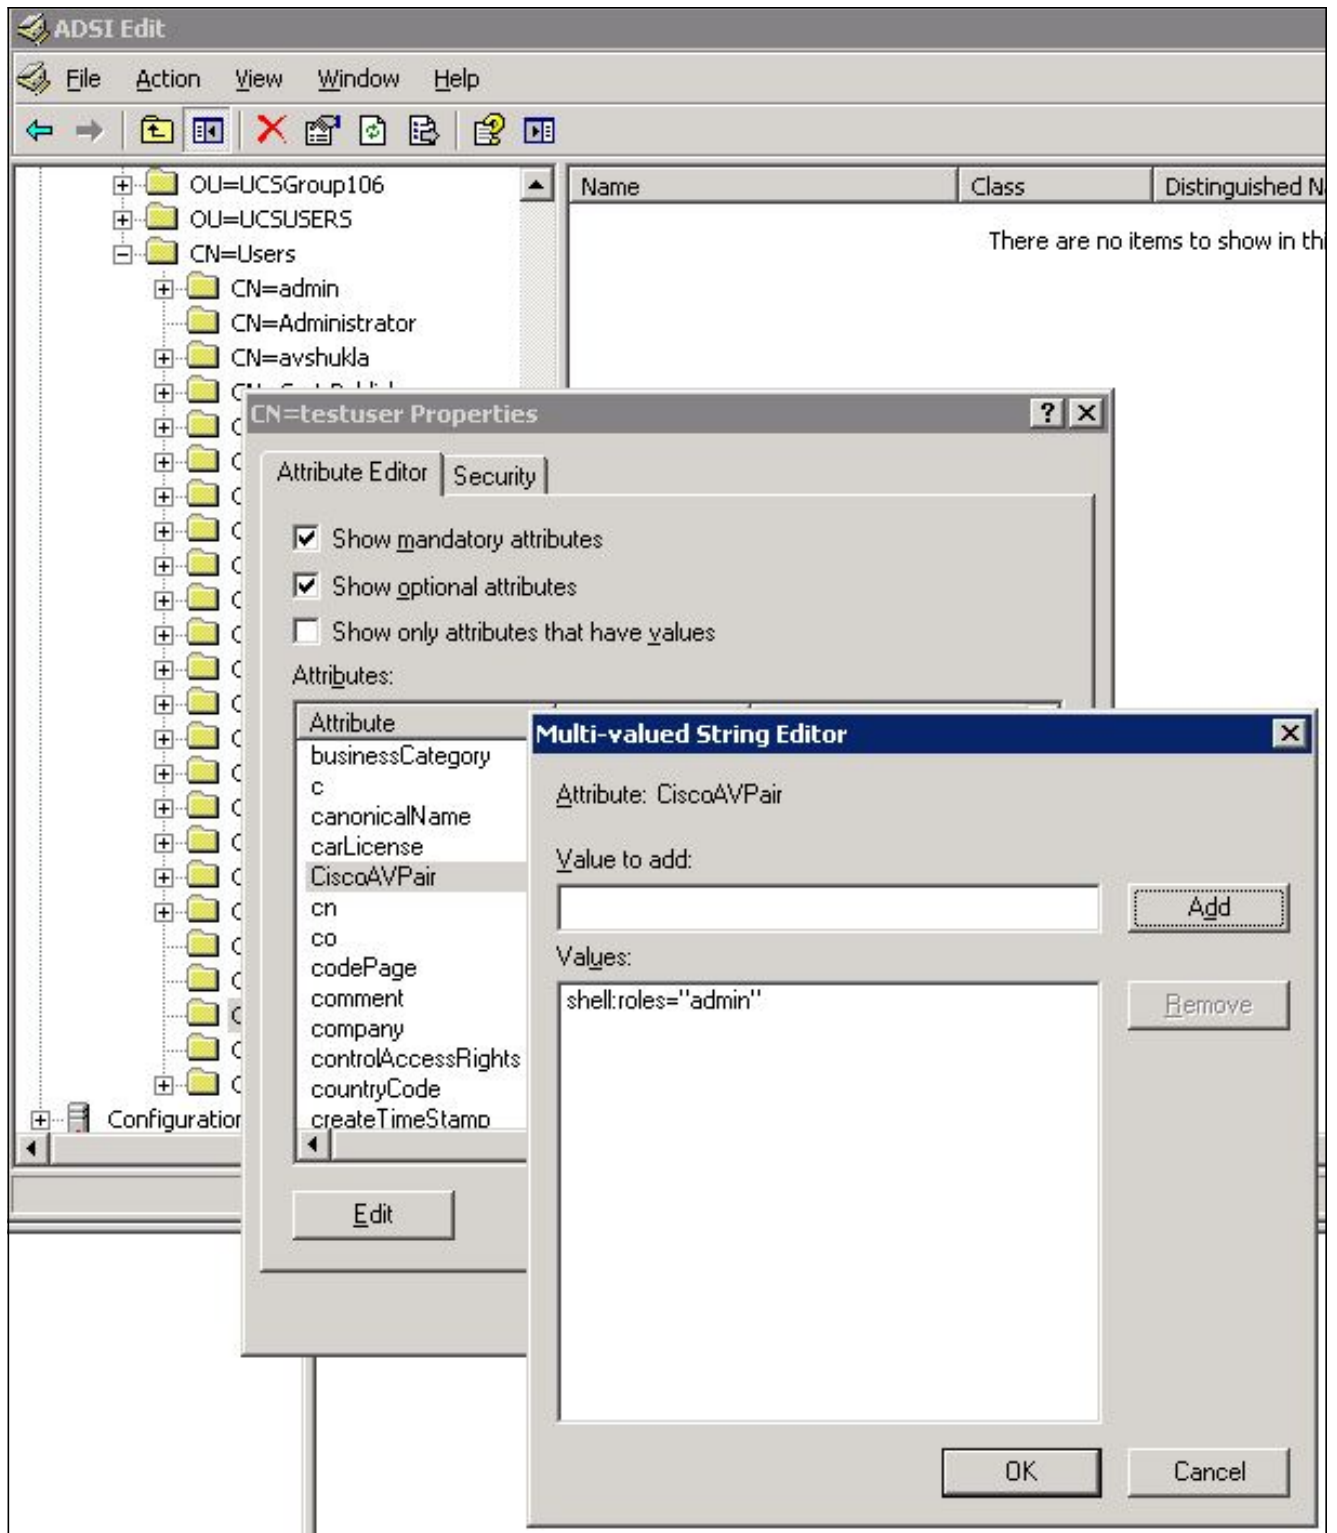 ADSI Edit
File Action View Window Help
OU=UCSGroup106
OU=UCSUSERS
CN=Users
CN=admin
CN=Administrator
CN=avshukla
Configuration
Name Class Distinguished
There are no items to show in
CN=testuser Properties
Attribute Editor Security
Show mandatory attributes
Show optional attributes
Show only attributes that have values
Attributes:
Attribute
businessCategory
c
canonicalName
carLicense
CiscoAVPair
cn
co
codePage
comment
company
controlAccessRights
countryCode
createTimeStamp
Edit
Multi-valued String Editor
Attribute: CiscoAVPair
Value to add:
Add
Values:
shell:roles="admin"
Remove
OK Cancel